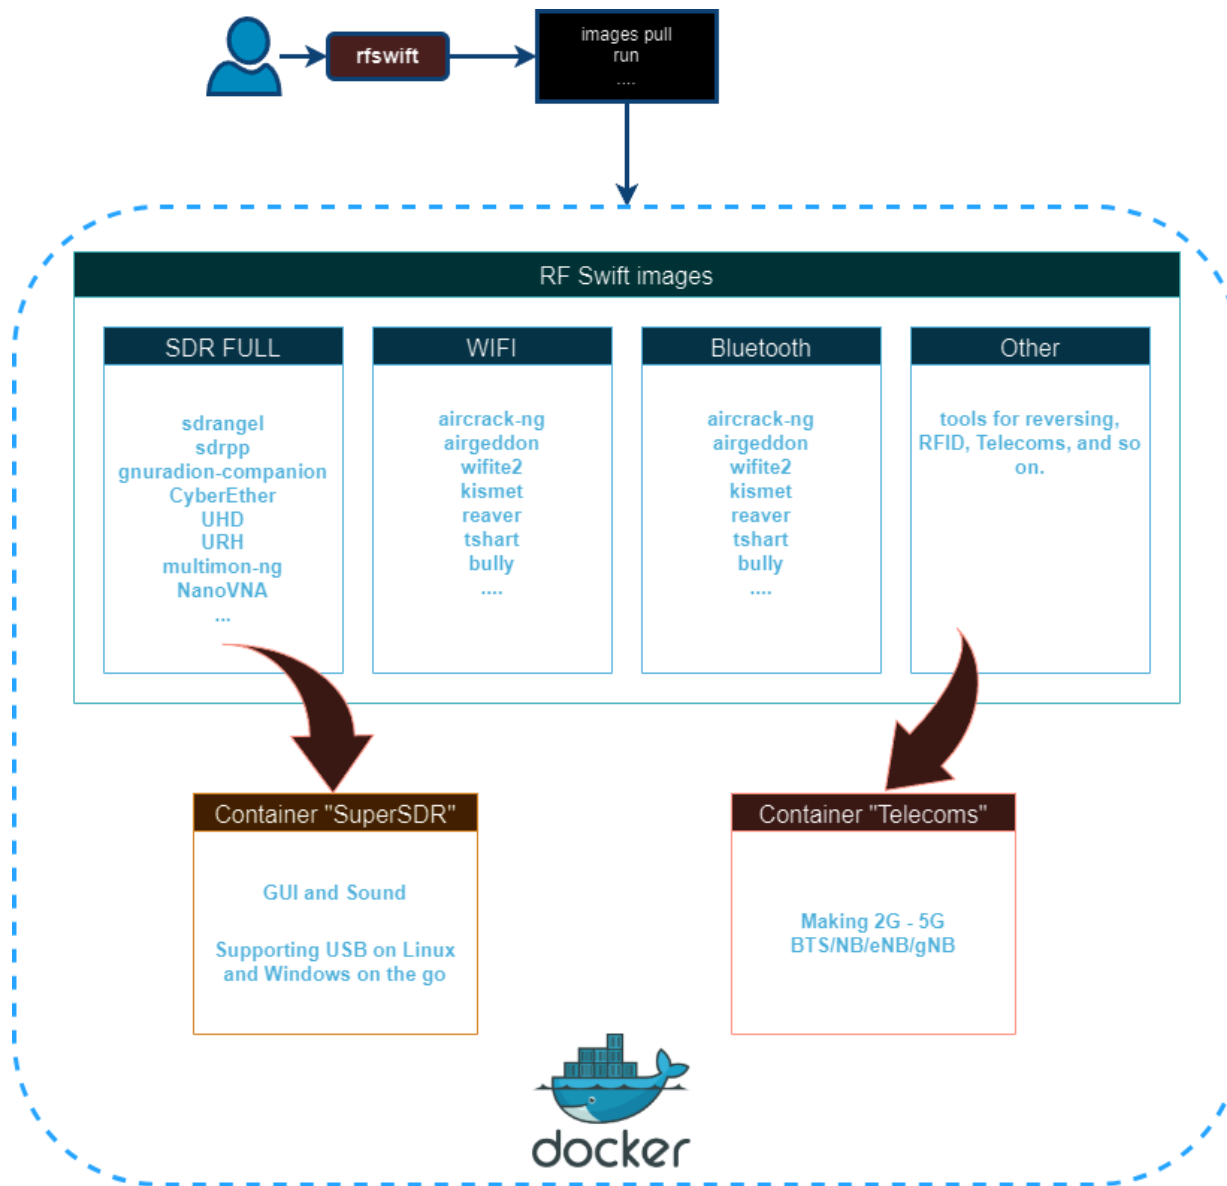 rfswift
images pull
run
....
RF Swift images
SDR FULL
sdrangel
sdrpp
gnuradion-companion
CyberEther
UHD
URH
multimon-ng
NanoVNA
...
WIFI
aircrack-ng
airgeddon
wifite2
kismet
reaver
tshart
bully
....
Bluetooth
aircrack-ng
airgeddon
wifite2
kismet
reaver
tshart
bully
....
Other
tools for reversing,
RFID, Telecoms, and so
on.
Container "SuperSDR"
GUI and Sound
Supporting USB on Linux
and Windows on the go
Container "Telecoms"
Making 2G - 5G
BTS/NB/eNB/gNB
docker